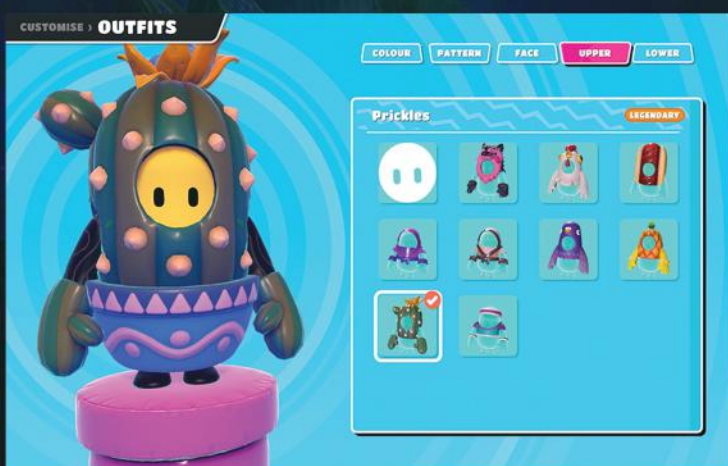 CUSTOMISE › OUTFITS
COLOUR PATTERN FACE UPPER LOWER
Prickles LEGENDARY